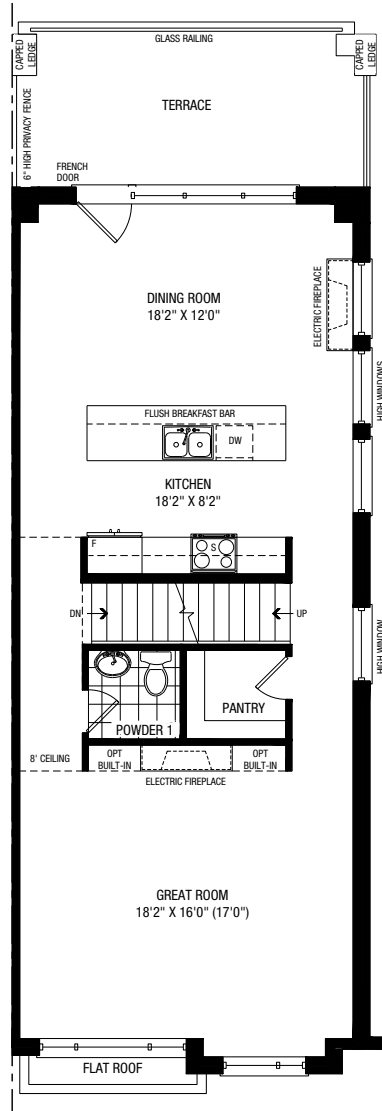 GLASS RAILING
CAPPED
LEDGE
CAPPED
LEDGE
TERRACE
6" HIGH PRIVACY FENCE
FRENCH
DOOR
DINING ROOM
18'2" X 12'0"
ELECTRIC FIREPLACE
HIGH WINDOWS
FLUSH BREAKFAST BAR
DW
KITCHEN
18'2" X 8'2"
F
S
DN
UP
HIGH WINDOW
POWDER 1
PANTRY
8' CEILING
OPT
BUILT-IN
OPT
BUILT-IN
ELECTRIC FIREPLACE
GREAT ROOM
18'2" X 16'0" (17'0")
FLAT ROOF